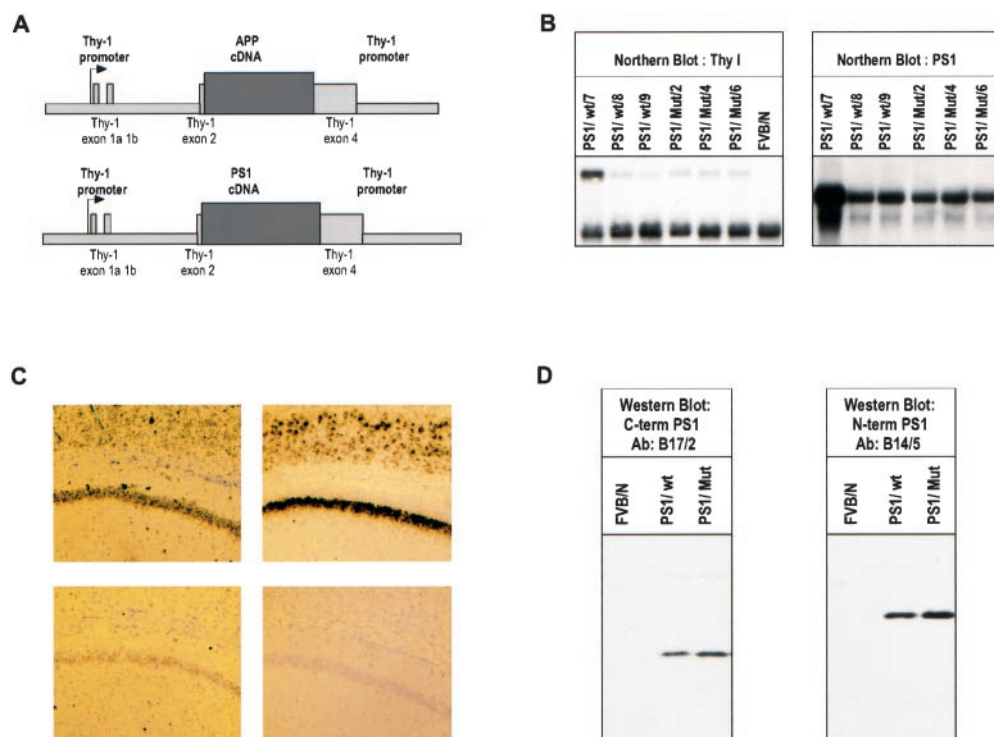 A
Thy-1
promoter
APP
cDNA
Thy-1
promoter
Thy-1
exon 1a 1b
Thy-1
exon 2
Thy-1
exon 4
Thy-1
promoter
PS1
cDNA
Thy-1
promoter
Thy-1
exon 1a 1b
Thy-1
exon 2
Thy-1
exon 4
B
Northern Blot : Thy I
PS1/ wt/7
PS1/ wt/8
PS1/ wt/9
PS1/ Mut/2
PS1/ Mut/4
PS1/ Mut/6
FVB/N
Northern Blot : PS1
PS1/ wt/7
PS1/ wt/8
PS1/ wt/9
PS1/ Mut/2
PS1/ Mut/4
PS1/ Mut/6
C
D
Western Blot:
C-term PS1
Ab: B17/2
FVB/N
PS1/ wt
PS1/ Mut
Western Blot:
N-term PS1
Ab: B14/5
FVB/N
PS1/ wt
PS1/ Mut